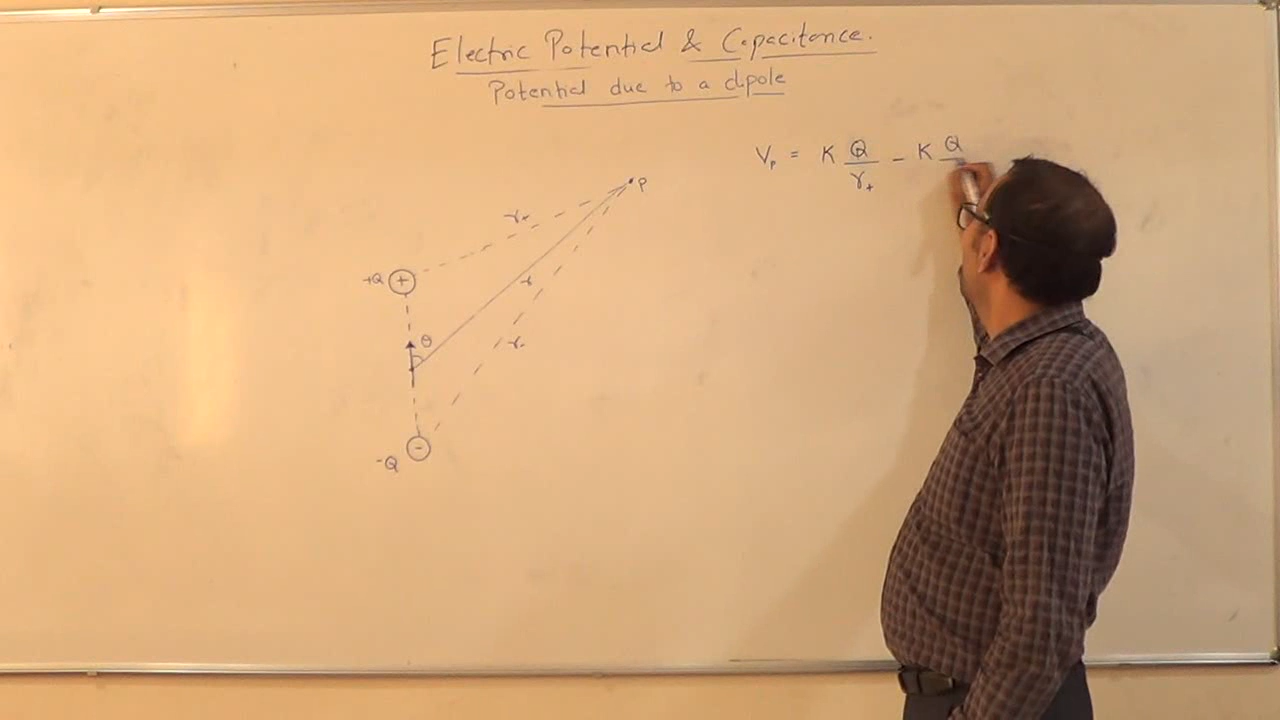 Electric Potential & Capacitance.
Potential due to a dipole
Vₚ = K Q/r₊ - K Q
P
r₊
+Q +
r
θ
r₋
-
-Q